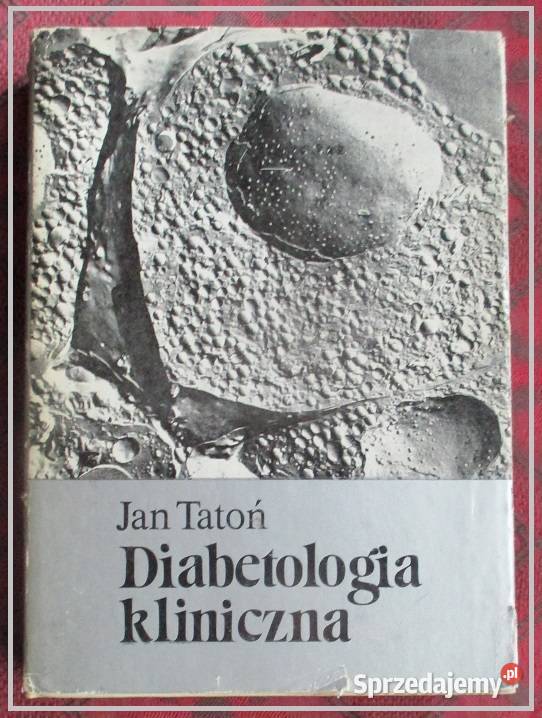 Jan Tatoń
Diabetologia
kliniczna
Sprzedajemy.pl